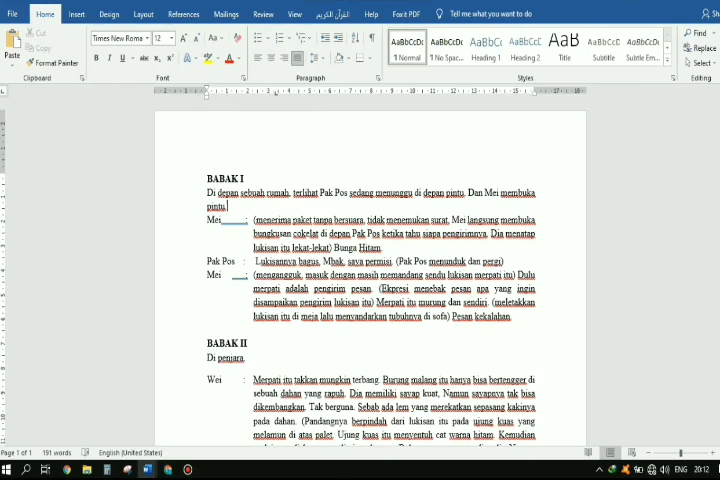 File Home Insert Design Layout References Mailings Review View القرآن الكريم Help Foxit PDF Tell me what you want to do
Cut
Copy
Paste
Format Painter
Times New Roma 12
Clipboard Font Paragraph Styles
AaBbCcDc AaBbCcDc AaBbCc AaBbCcD AaB AaBbCcD AaBbCcDc
¶ Normal ¶ No Spac... Heading 1 Heading 2 Title Subtitle Subtle Em...
Find
Replace
Select
BABAK I
Di depan sebuah rumah, terlihat Pak Pos sedang menunggu di depan pintu. Dan Mei membuka
pintu.
Mei : (menerima paket tanpa bersuara, tidak menemukan surat, Mei langsung membuka
bungkusan cokelat di depan Pak Pos ketika tahu siapa pengirimnya. Dia menatap
lukisan itu lekat-lekat) Bunga Hitam.
Pak Pos : Lukisannya bagus, Mbak, saya permisi. (Pak Pos menunduk dan pergi)
Mei : (mengangguk, masuk dengan masih memandang sendu lukisan merpati itu) Dulu
merpati adalah pengirim pesan. (Ekpresi menebak pesan apa yang ingin
disampaikan pengirim lukisan itu) Merpati itu murung dan sendiri. (meletakkan
lukisan itu di meja lalu menyandarkan tubuhnya di sofa) Pesan kekalahan.
BABAK II
Di penjara.
Wei : Merpati itu takkan mungkin terbang. Burung malang itu hanya bisa bertengger di
sebuah dahan yang rapuh. Dia memiliki sayap kuat, Namun sayapnya tak bisa
dikembangkan. Tak berguna. Sebab ada lem yang merekatkan sepasang kakinya
pada dahan. (Pandangnya berpindah dari lukisan itu pada ujung kuas yang
melamun di atas palet. Ujung kuas itu menyentuh cat warna hitam. Kemudian
Page 1 of 1 191 words English (United States)
100%
ENG 20:12